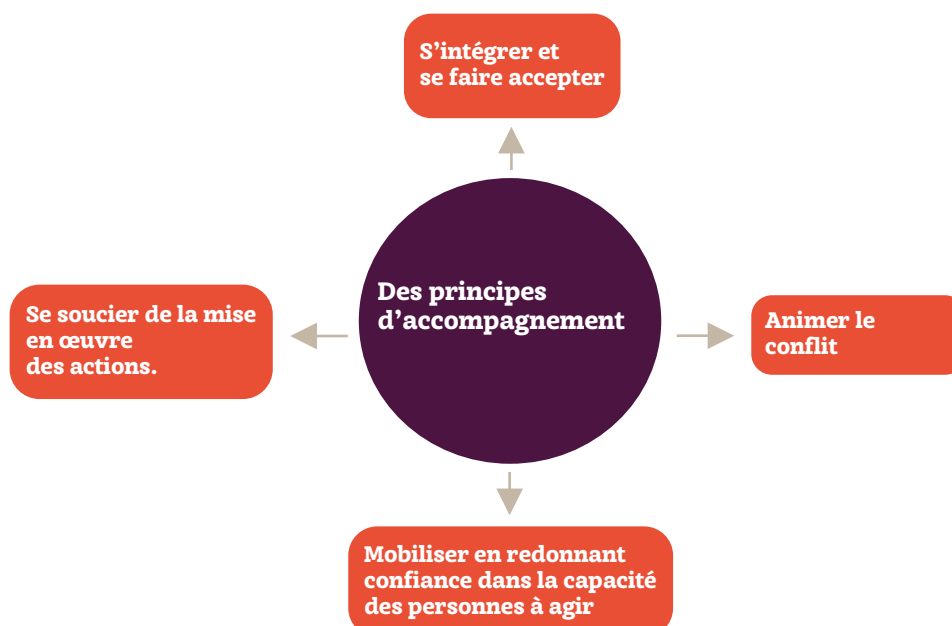 S’intégrer et
se faire accepter
Des principes
d’accompagnement
Se soucier de la mise
en œuvre
des actions.
Animer le
conflit
Mobiliser en redonnant
confiance dans la capacité
des personnes à agir